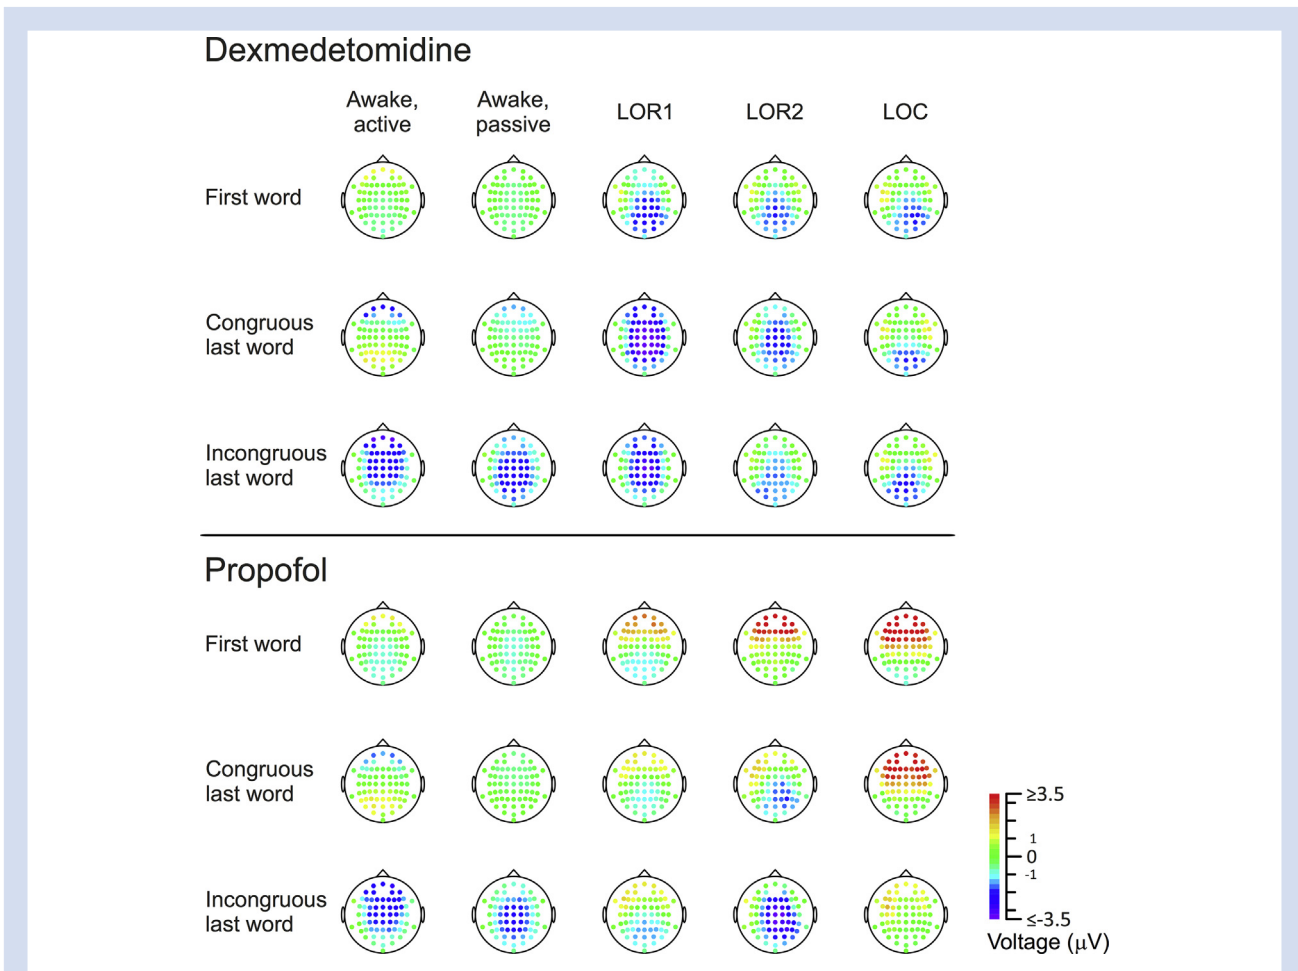 Dexmedetomidine
Awake, active
Awake, passive
LOR1
LOR2
LOC
First word
Congruous
last word
Incongruous
last word
Propofol
First word
Congruous
last word
Incongruous
last word
≥3.5
1
0
-1
≤-3.5
Voltage (μV)